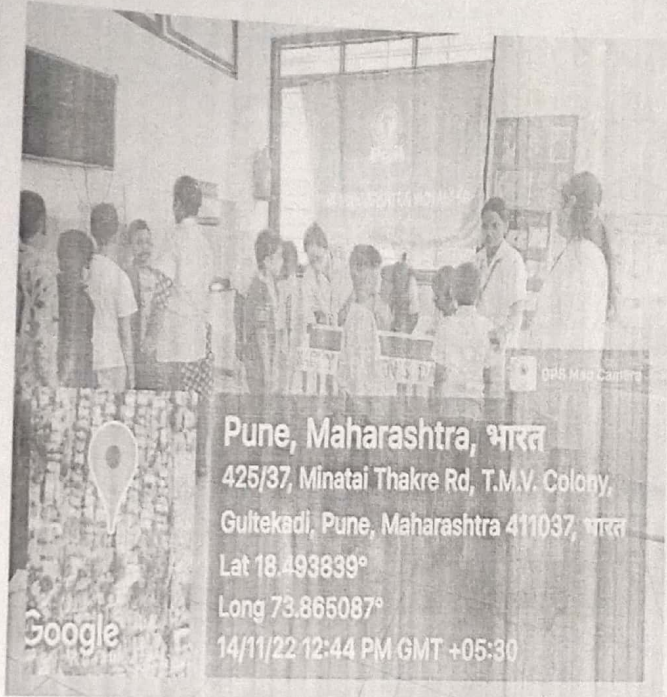 GPS Map Camera
Pune, Maharashtra, भारत
425/37, Minatai Thakre Rd, T.M.V. Colony,
Gultekadi, Pune, Maharashtra 411037, भारत
Lat 18.493839°
Long 73.865087°
14/11/22 12:44 PM GMT +05:30
Google